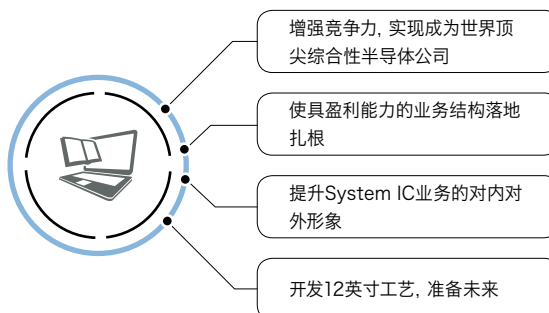 增强竞争力, 实现成为世界顶
尖综合性半导体公司
使具盈利能力的业务结构落地
扎根
提升System IC业务的对内对
外形象
开发12英寸工艺, 准备未来